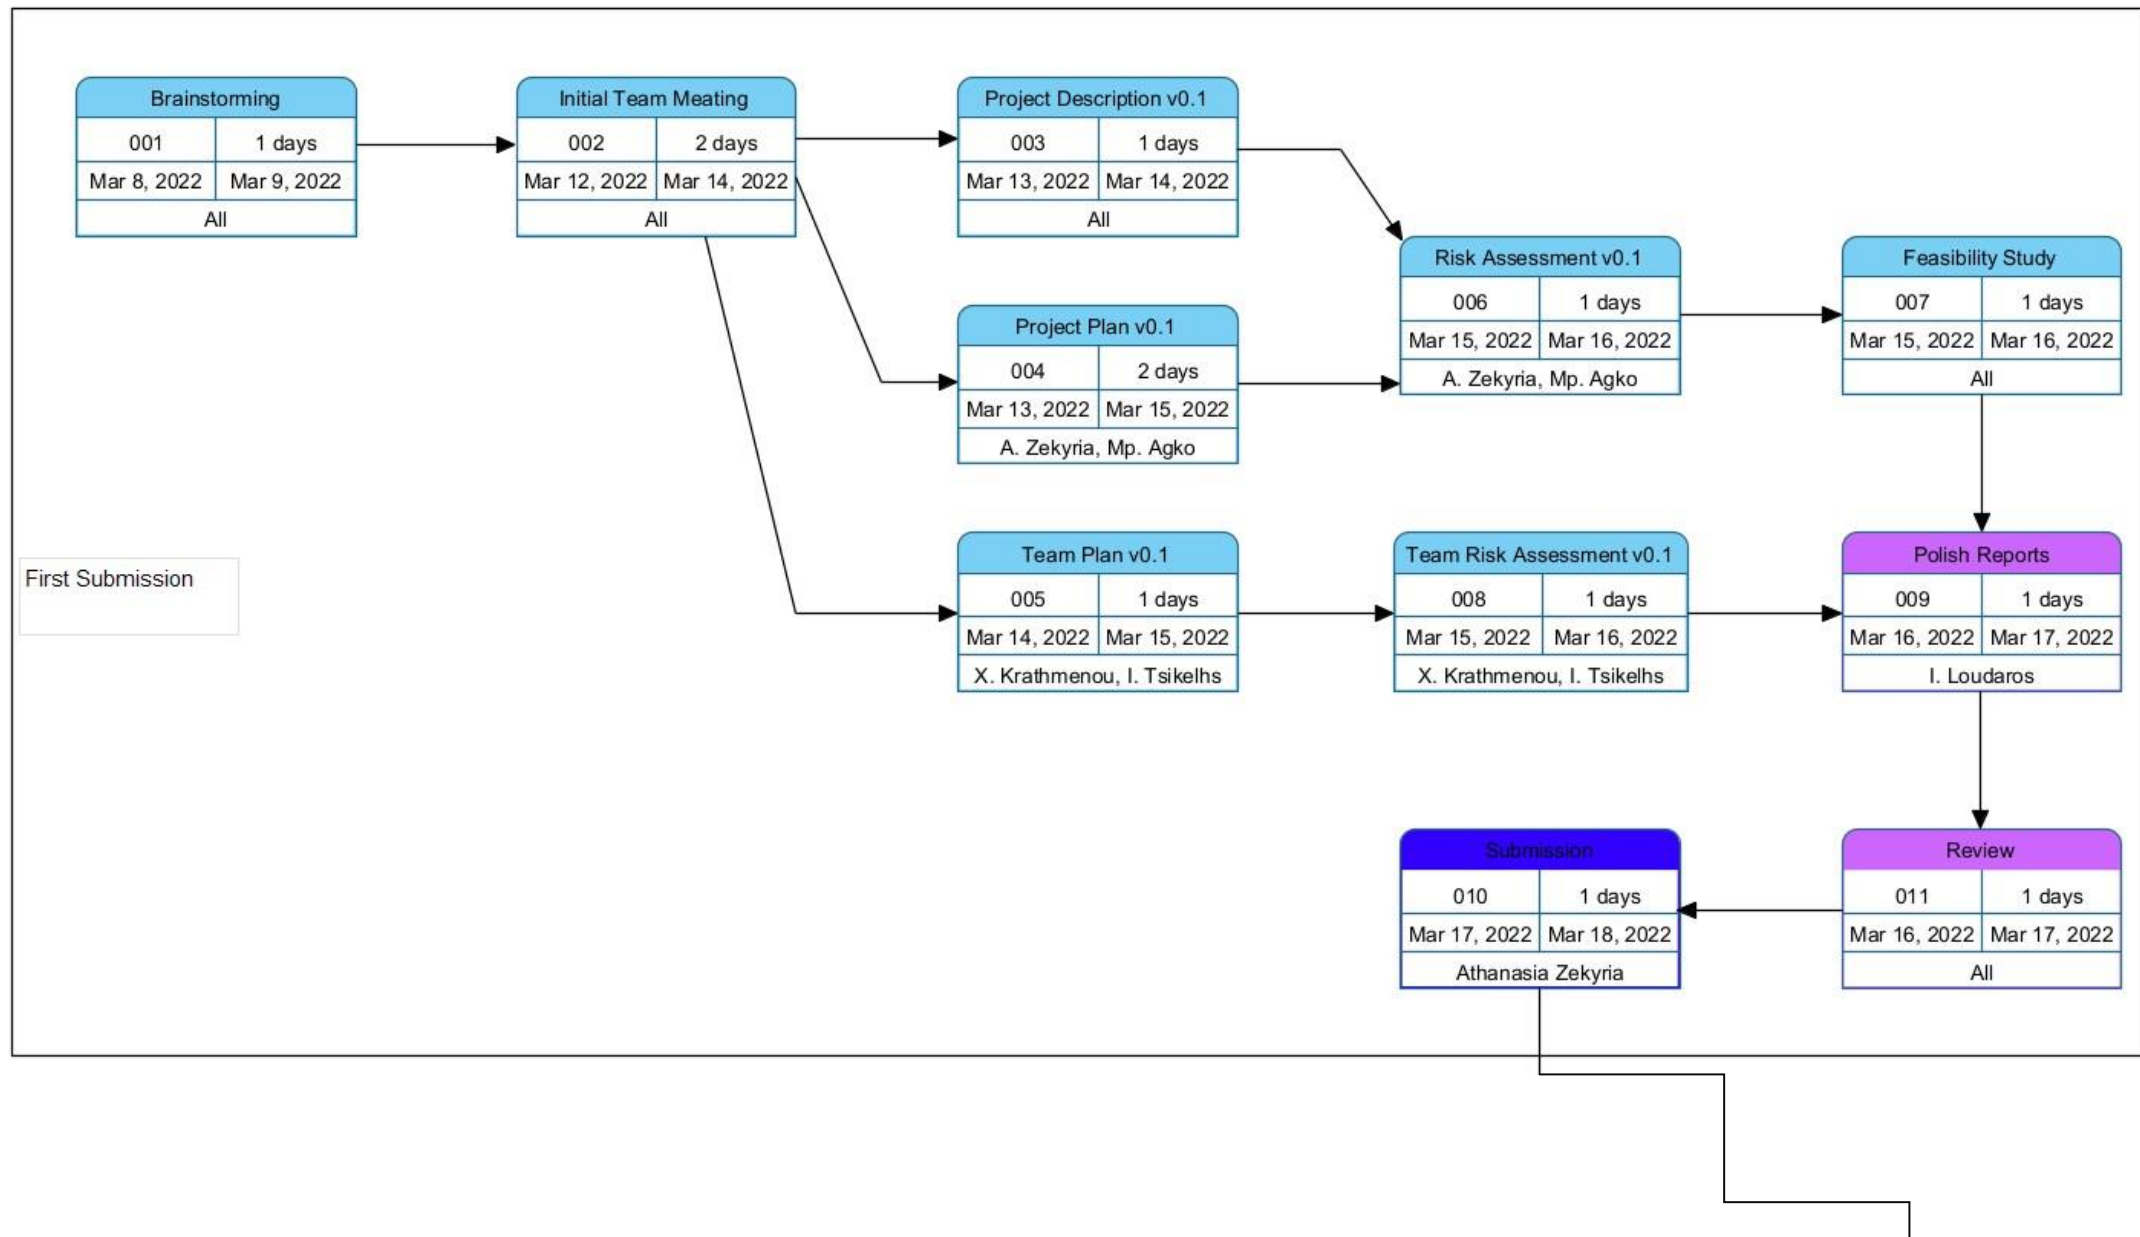 Brainstorming
001 1 days
Mar 8, 2022 Mar 9, 2022
All
Initial Team Meating
002 2 days
Mar 12, 2022 Mar 14, 2022
All
Project Description v0.1
003 1 days
Mar 13, 2022 Mar 14, 2022
All
Project Plan v0.1
004 2 days
Mar 13, 2022 Mar 15, 2022
A. Zekyria, Mp. Agko
Risk Assessment v0.1
006 1 days
Mar 15, 2022 Mar 16, 2022
A. Zekyria, Mp. Agko
Feasibility Study
007 1 days
Mar 15, 2022 Mar 16, 2022
All
First Submission
Team Plan v0.1
005 1 days
Mar 14, 2022 Mar 15, 2022
X. Krathmenou, I. Tsikelhs
Team Risk Assessment v0.1
008 1 days
Mar 15, 2022 Mar 16, 2022
X. Krathmenou, I. Tsikelhs
Polish Reports
009 1 days
Mar 16, 2022 Mar 17, 2022
I. Loudaros
Submission
010 1 days
Mar 17, 2022 Mar 18, 2022
Athanasia Zekyria
Review
011 1 days
Mar 16, 2022 Mar 17, 2022
All